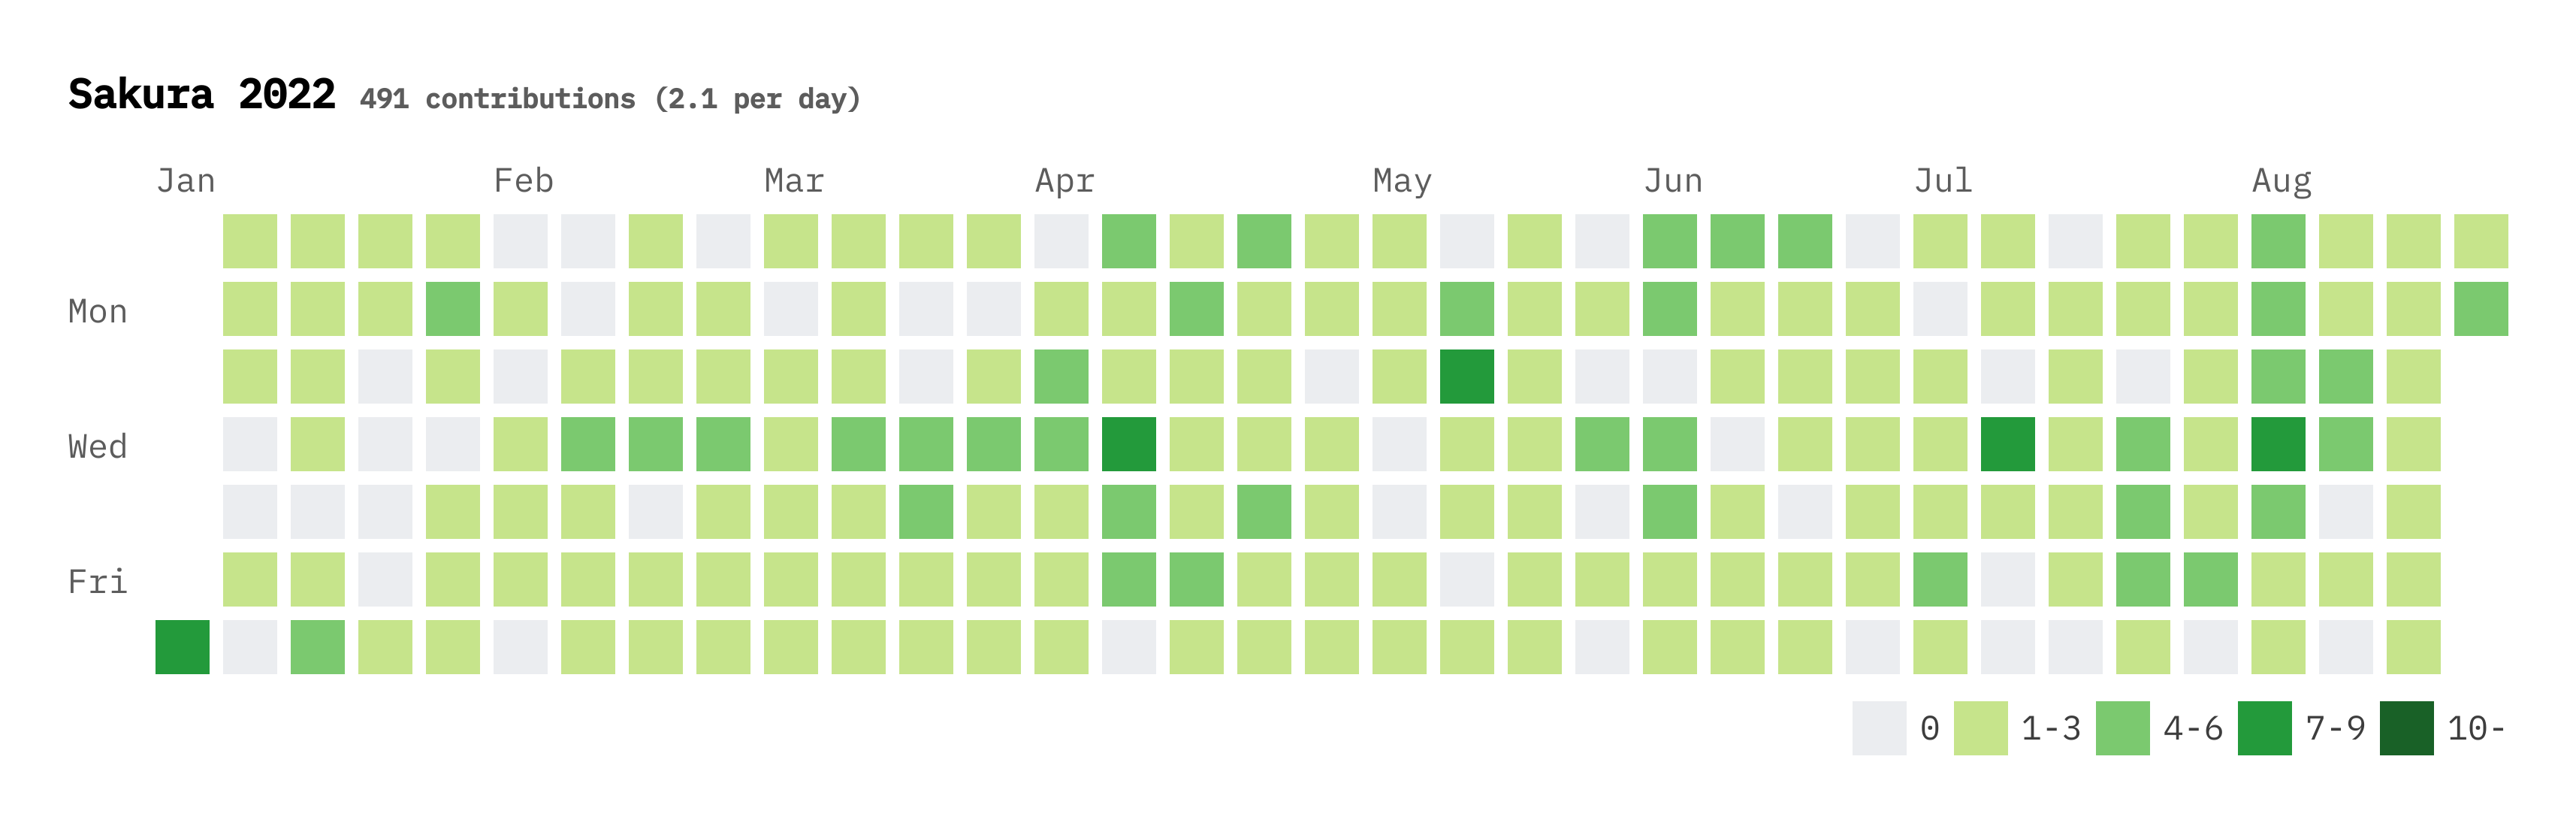 Sakura 2022 491 contributions (2.1 per day)
Jan Feb Mar Apr May Jun Jul Aug
Mon
Wed
Fri
0 1-3 4-6 7-9 10-